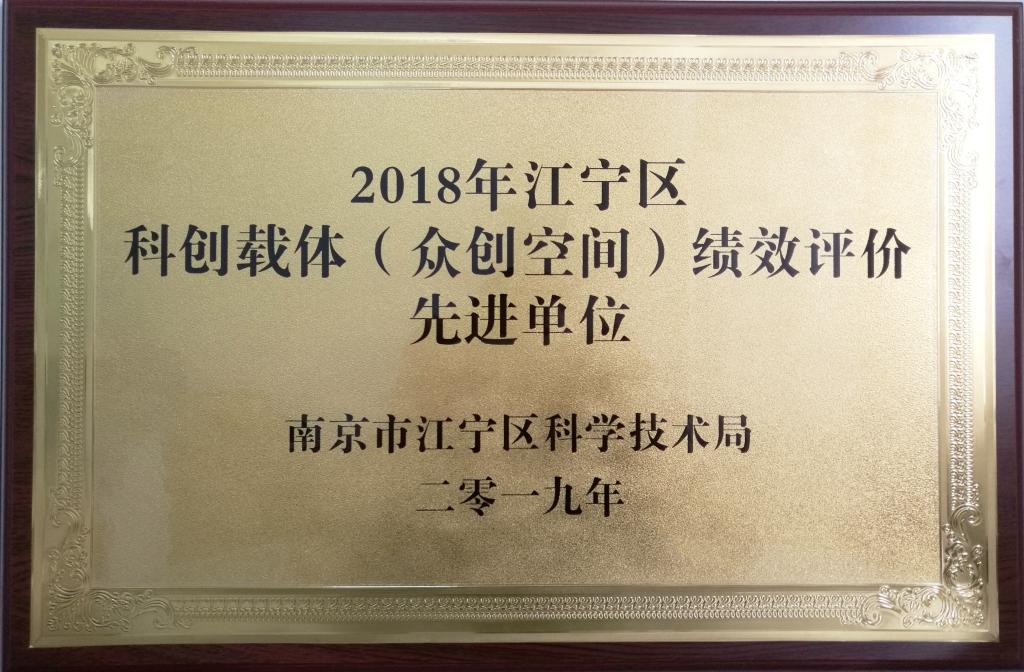 2018年江宁区
科创载体（众创空间）绩效评价
先进单位
南京市江宁区科学技术局
二零一九年